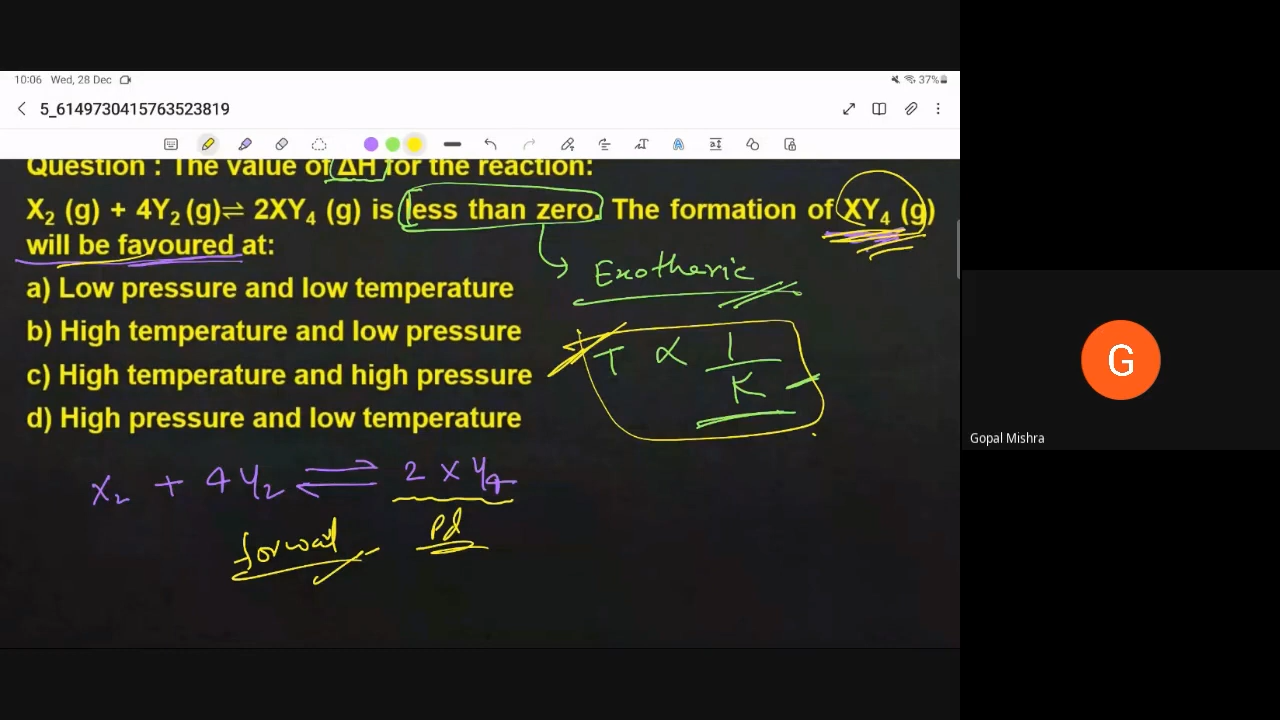 10:06 Wed, 28 Dec
37%
5_6149730415763523819
Question : The value of ΔH for the reaction:
X₂ (g) + 4Y₂ (g)⇌ 2XY₄ (g) is less than zero. The formation of XY₄ (g)
will be favoured at:
Exotheric
a) Low pressure and low temperature
b) High temperature and low pressure
T ∝ 1/K
c) High temperature and high pressure
d) High pressure and low temperature
X₂ + 4Y₂ ⇌ 2XY₄
forwad
Pd
G
Gopal Mishra